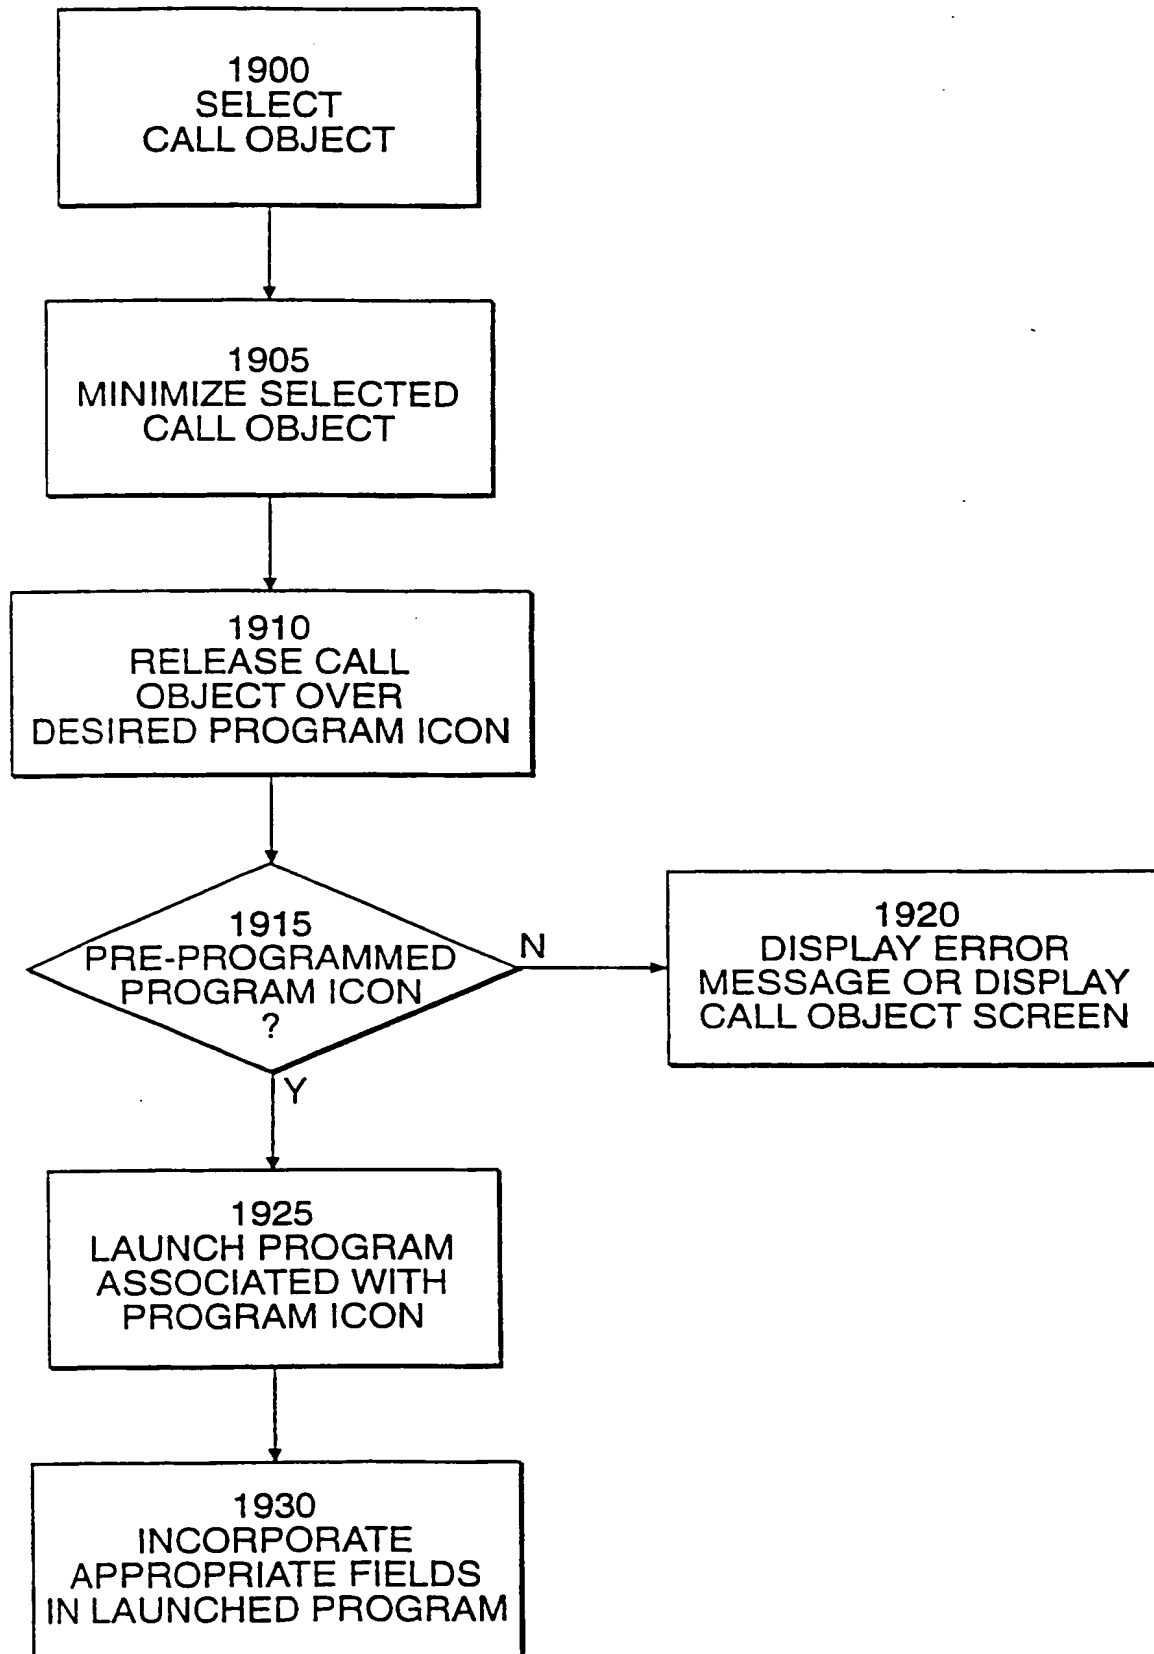 1900
SELECT
CALL OBJECT
1905
MINIMIZE SELECTED
CALL OBJECT
1910
RELEASE CALL
OBJECT OVER
DESIRED PROGRAM ICON
1915
PRE-PROGRAMMED
PROGRAM ICON
?
N
1920
DISPLAY ERROR
MESSAGE OR DISPLAY
CALL OBJECT SCREEN
Y
1925
LAUNCH PROGRAM
ASSOCIATED WITH
PROGRAM ICON
1930
INCORPORATE
APPROPRIATE FIELDS
IN LAUNCHED PROGRAM